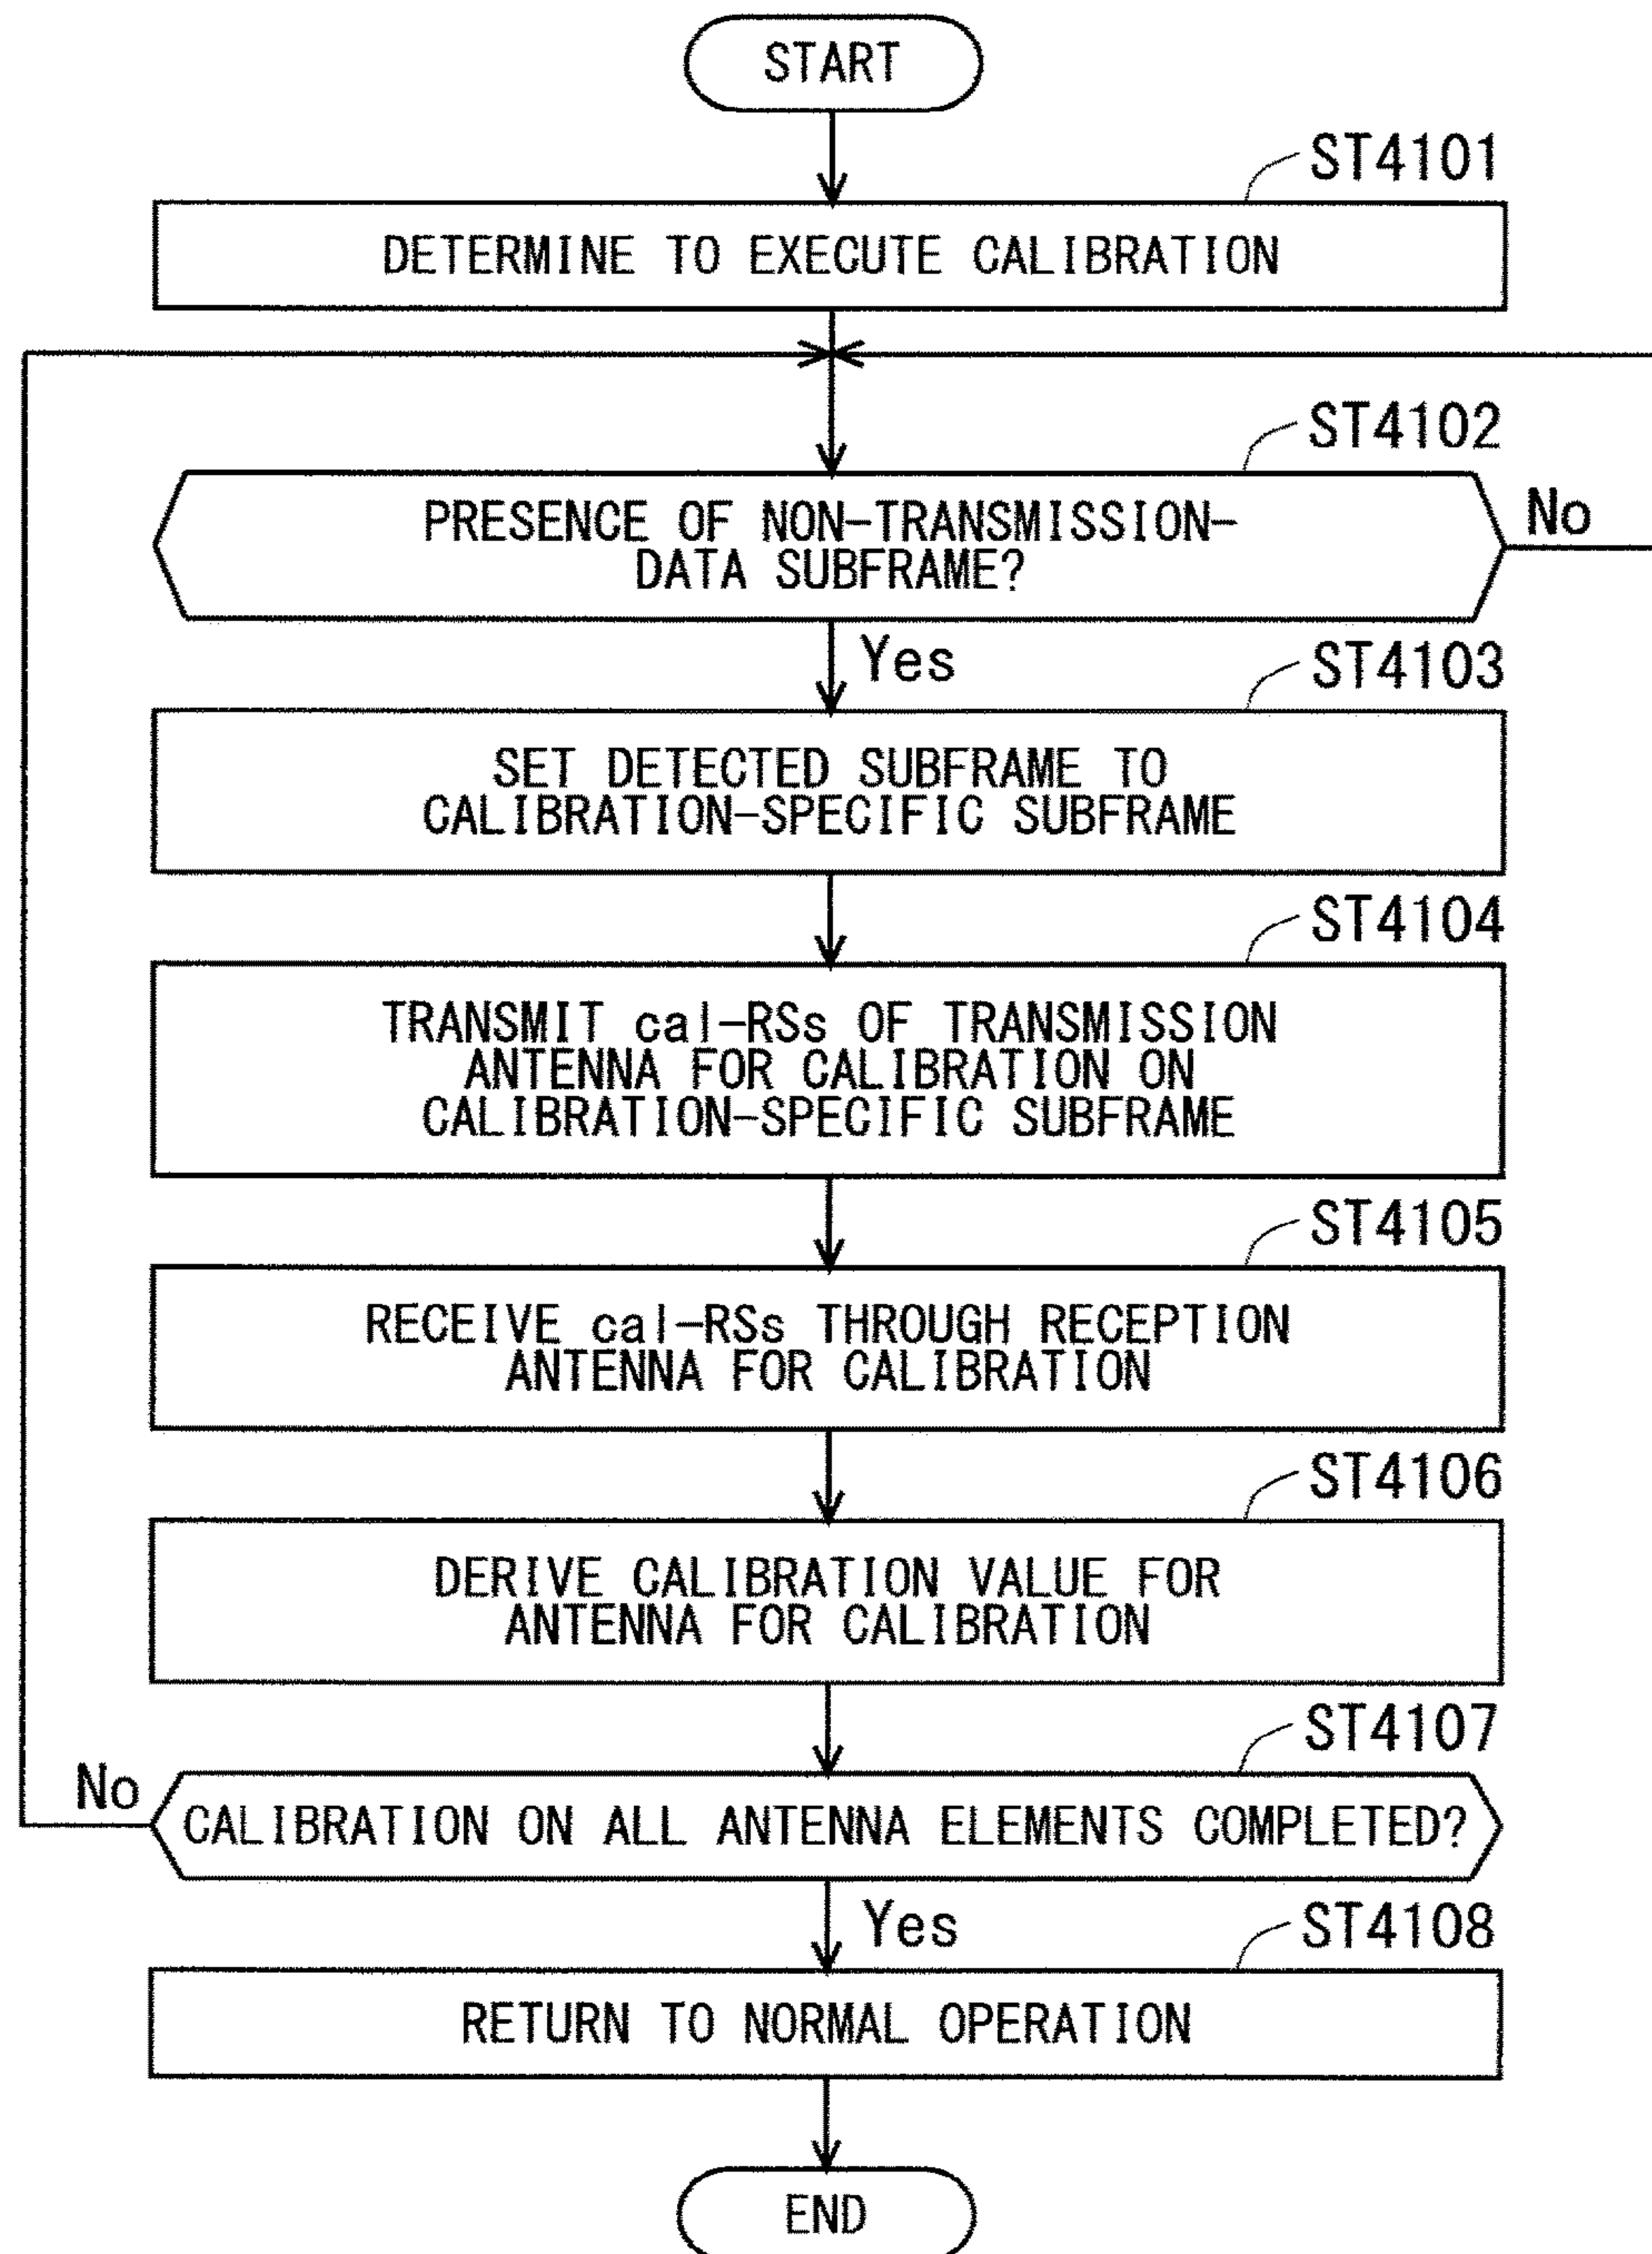 START
ST4101
DETERMINE TO EXECUTE CALIBRATION
ST4102
PRESENCE OF NON-TRANSMISSION-
DATA SUBFRAME?
No
Yes
ST4103
SET DETECTED SUBFRAME TO
CALIBRATION-SPECIFIC SUBFRAME
ST4104
TRANSMIT cal-RSs OF TRANSMISSION
ANTENNA FOR CALIBRATION ON
CALIBRATION-SPECIFIC SUBFRAME
ST4105
RECEIVE cal-RSs THROUGH RECEPTION
ANTENNA FOR CALIBRATION
ST4106
DERIVE CALIBRATION VALUE FOR
ANTENNA FOR CALIBRATION
ST4107
No
CALIBRATION ON ALL ANTENNA ELEMENTS COMPLETED?
Yes
ST4108
RETURN TO NORMAL OPERATION
END